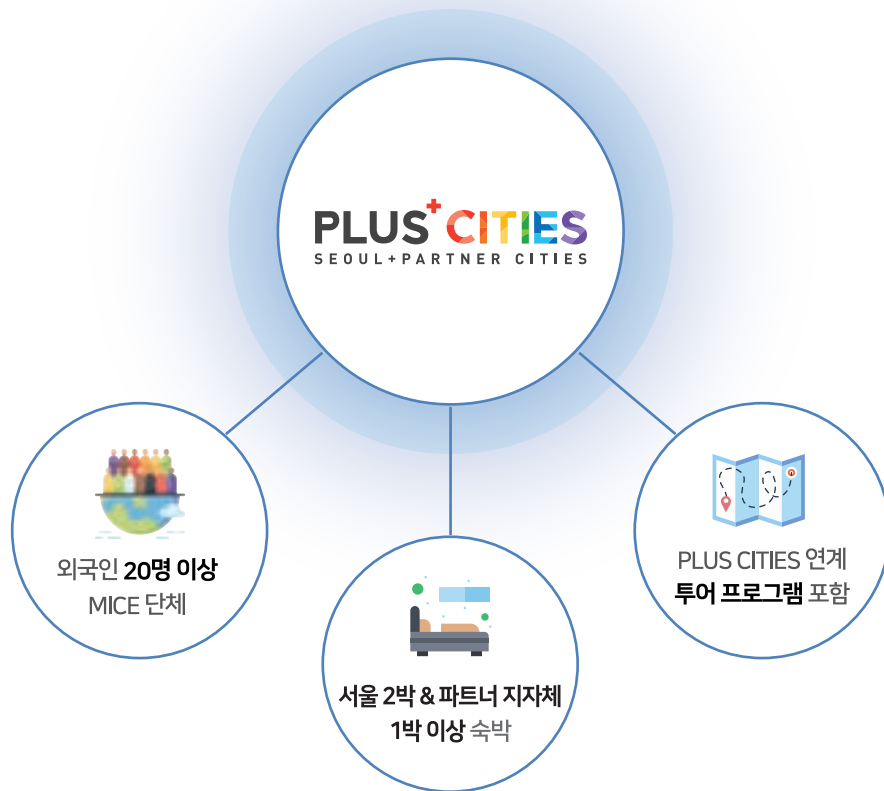 PLUS+CITIES
SEOUL+PARTNER CITIES
외국인 20명 이상
MICE 단체
서울 2박 & 파트너 지자체
1박 이상 숙박
PLUS CITIES 연계
투어 프로그램 포함